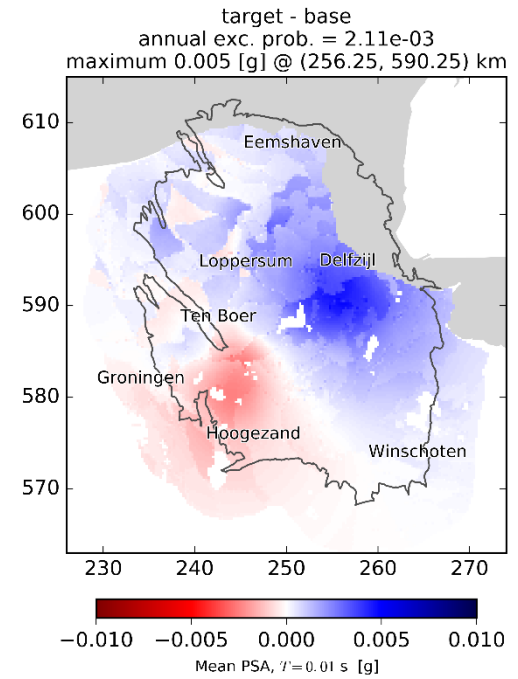 target - base
annual exc. prob. = 2.11e-03
maximum 0.005 [g] @ (256.25, 590.25) km
610
600
590
580
570
Eemshaven
Loppersum
Delfzijl
Ten Boer
Groningen
Hoogezand
Winschoten
230
240
250
260
270
−0.010
−0.005
0.000
0.005
0.010
Mean PSA, T = 0.01 s [g]